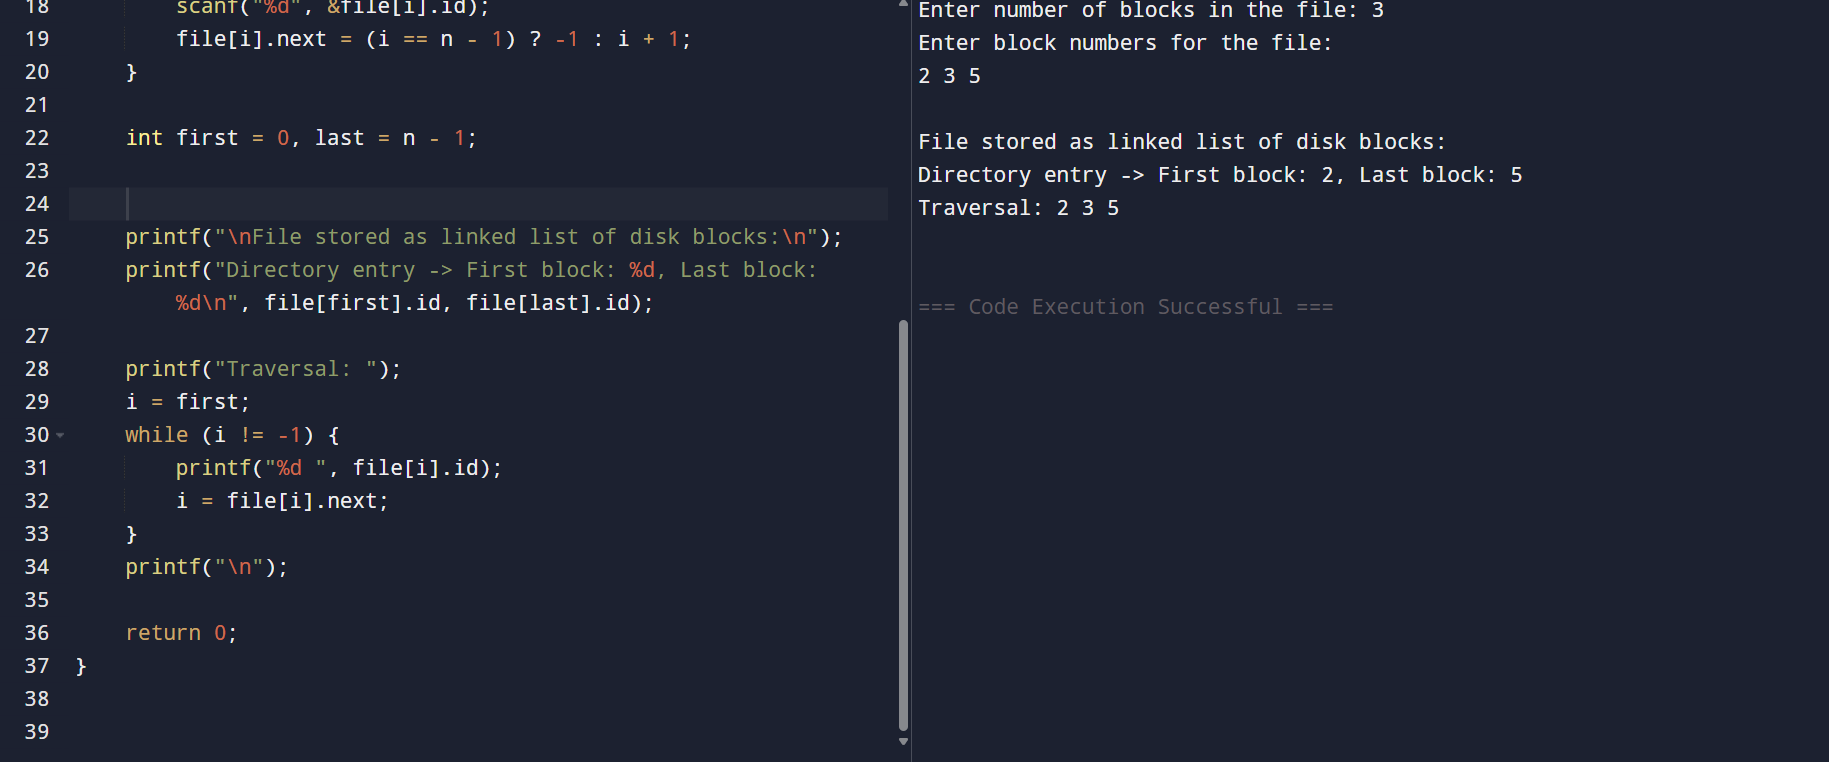 18 scanf("%d", &file[i].id);
19 file[i].next = (i == n - 1) ? -1 : i + 1;
20 }
21
22 int first = 0, last = n - 1;
23
24
25 printf("\nFile stored as linked list of disk blocks:\n");
26 printf("Directory entry -> First block: %d, Last block:
%d\n", file[first].id, file[last].id);
27
28 printf("Traversal: ");
29 i = first;
30 while (i != -1) {
31 printf("%d ", file[i].id);
32 i = file[i].next;
33 }
34 printf("\n");
35
36 return 0;
37 }
38
39
Enter number of blocks in the file: 3
Enter block numbers for the file:
2 3 5
File stored as linked list of disk blocks:
Directory entry -> First block: 2, Last block: 5
Traversal: 2 3 5
=== Code Execution Successful ===